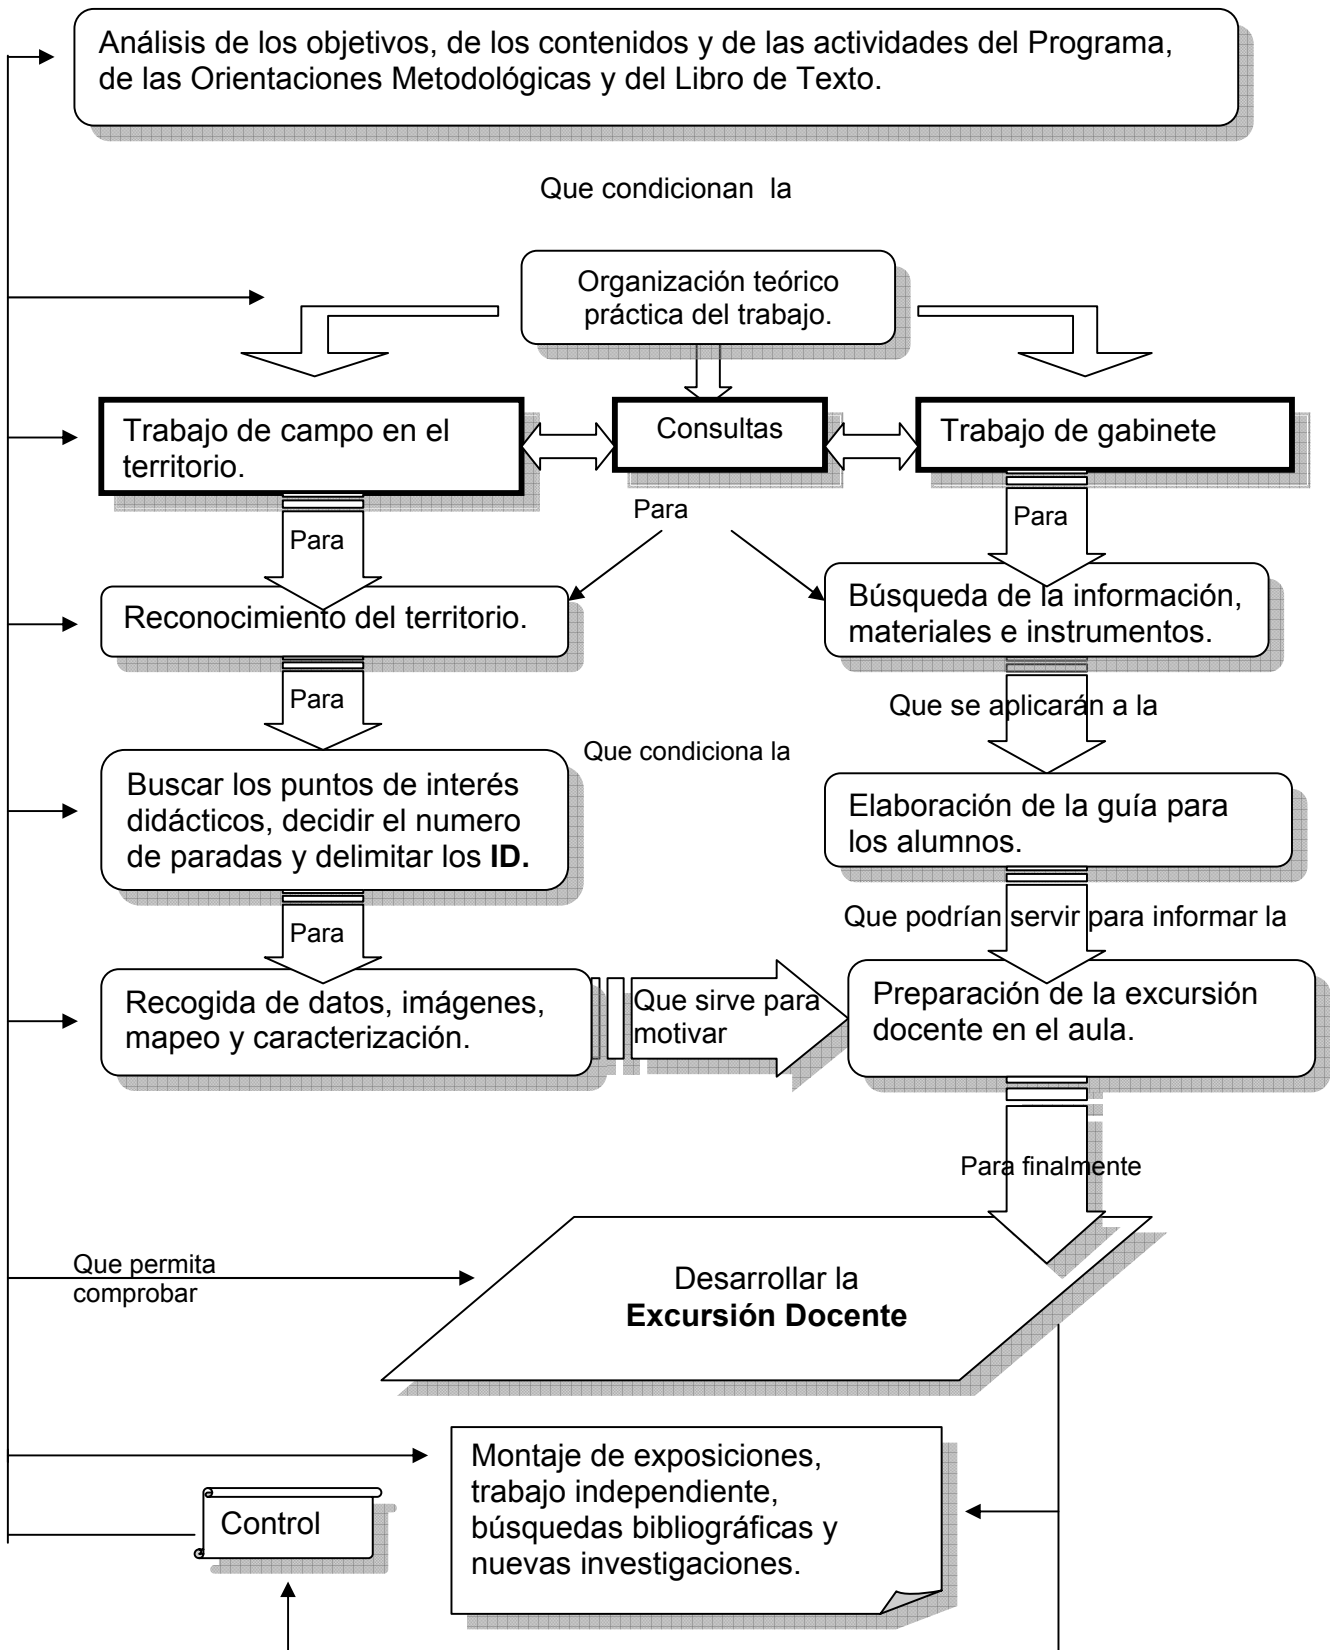 Análisis de los objetivos, de los contenidos y de las actividades del Programa,
de las Orientaciones Metodológicas y del Libro de Texto.
Que condicionan la
Organización teórico
práctica del trabajo.
Trabajo de campo en el
territorio.
Consultas
Trabajo de gabinete
Para
Para
Para
Reconocimiento del territorio.
Búsqueda de la información,
materiales e instrumentos.
Para
Que se aplicarán a la
Que condiciona la
Buscar los puntos de interés
didácticos, decidir el numero
de paradas y delimitar los ID.
Elaboración de la guía para
los alumnos.
Para
Que podrían servir para informar la
Recogida de datos, imágenes,
mapeo y caracterización.
Que sirve para
motivar
Preparación de la excursión
docente en el aula.
Para finalmente
Que permita
comprobar
Desarrollar la
Excursión Docente
Montaje de exposiciones,
trabajo independiente,
búsquedas bibliográficas y
nuevas investigaciones.
Control